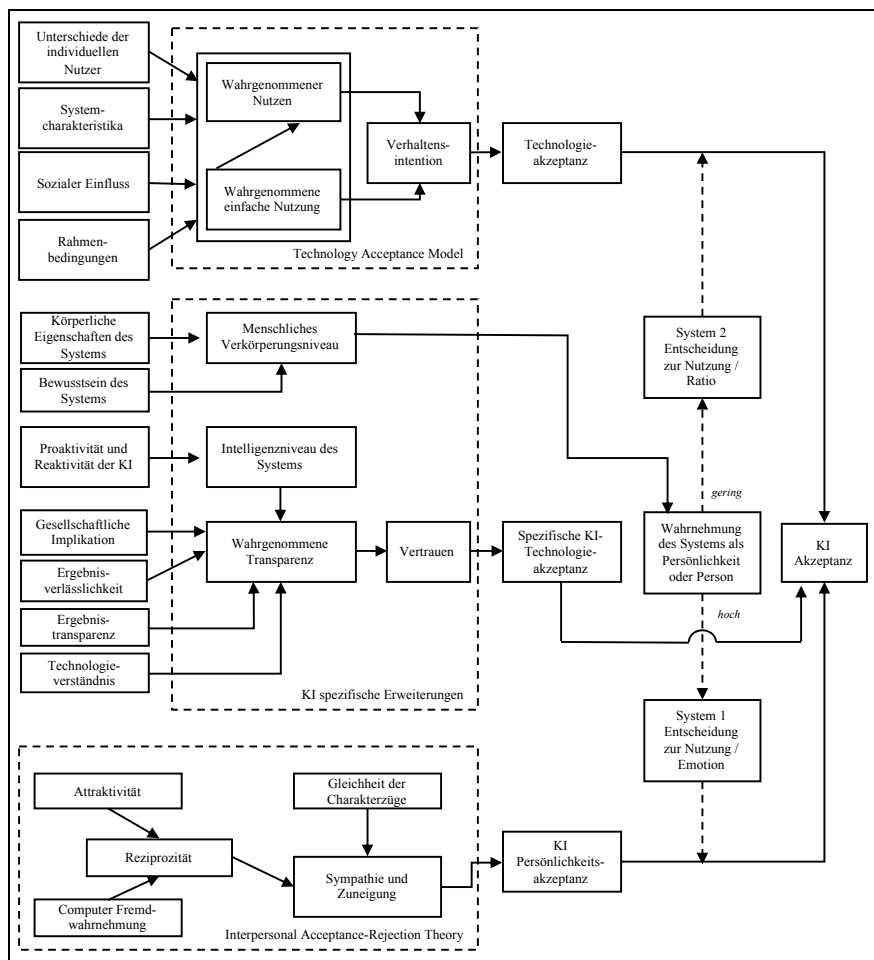 Unterschiede der
individuellen
Nutzer
System-
charakteristika
Sozialer Einfluss
Rahmen-
bedingungen
Wahrgenommener
Nutzen
Wahrgenommene
einfache Nutzung
Verhaltens-
intention
Technology Acceptance Model
Technologie-
akzeptanz
Körperliche
Eigenschaften des
Systems
Bewusstsein des
Systems
Proaktivität und
Reaktivität der KI
Gesellschaftliche
Implikation
Ergebnis-
verlässlichkeit
Ergebnis-
transparenz
Technologie-
verständnis
Menschliches
Verkörperungsniveau
Intelligenzniveau des
Systems
Wahrgenommene
Transparenz
Vertrauen
KI spezifische Erweiterungen
Spezifische KI-
Technologie-
akzeptanz
System 2
Entscheidung
zur Nutzung /
Ratio
gering
Wahrnehmung
des Systems als
Persönlichkeit
oder Person
hoch
System 1
Entscheidung
zur Nutzung /
Emotion
KI
Akzeptanz
Attraktivität
Reziprozität
Computer Fremd-
wahrnehmung
Gleichheit der
Charakterzüge
Sympathie und
Zuneigung
Interpersonal Acceptance-Rejection Theory
KI
Persönlichkeits-
akzeptanz